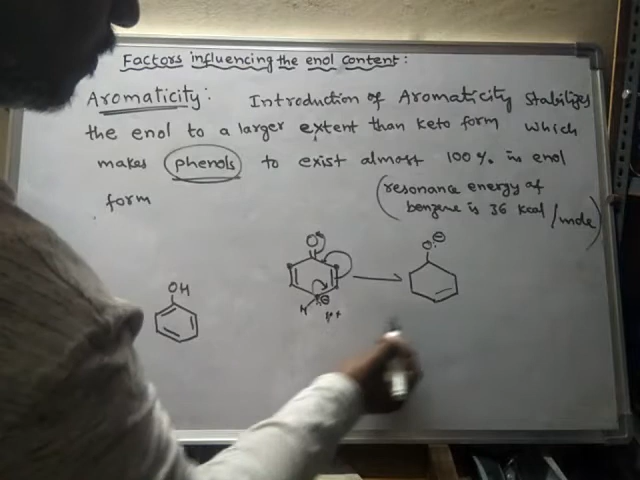 Factors influencing the enol content:
Aromaticity: Introduction of Aromaticity stabilizes
the enol to a larger extent than keto form which
makes phenols to exist almost 100% in enol
form
(resonance energy of
benzene is 36 kcal/mole)
OH
O
O
H
H+